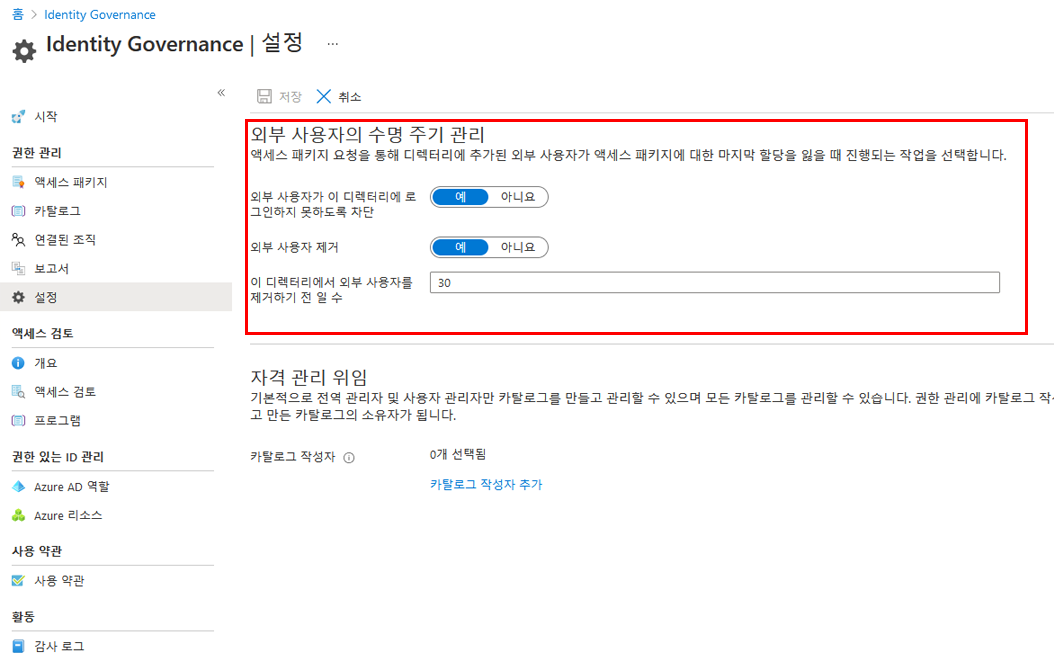 홈 > Identity Governance
Identity Governance | 설정 ...
«
저장 취소
시작
권한 관리
액세스 패키지
카탈로그
연결된 조직
보고서
설정
액세스 검토
개요
액세스 검토
프로그램
권한 있는 ID 관리
Azure AD 역할
Azure 리소스
사용 약관
사용 약관
활동
감사 로그
외부 사용자의 수명 주기 관리
액세스 패키지 요청을 통해 디렉터리에 추가된 외부 사용자가 액세스 패키지에 대한 마지막 할당을 잃을 때 진행되는 작업을 선택합니다.
외부 사용자가 이 디렉터리에 로
그인하지 못하도록 차단
예 아니요
외부 사용자 제거
예 아니요
이 디렉터리에서 외부 사용자를
제거하기 전 일 수
30
자격 관리 위임
기본적으로 전역 관리자 및 사용자 관리자만 카탈로그를 만들고 관리할 수 있으며 모든 카탈로그를 관리할 수 있습니다. 권한 관리에 카탈로그
고 만든 카탈로그의 소유자가 됩니다.
카탈로그 작성자
0개 선택됨
카탈로그 작성자 추가